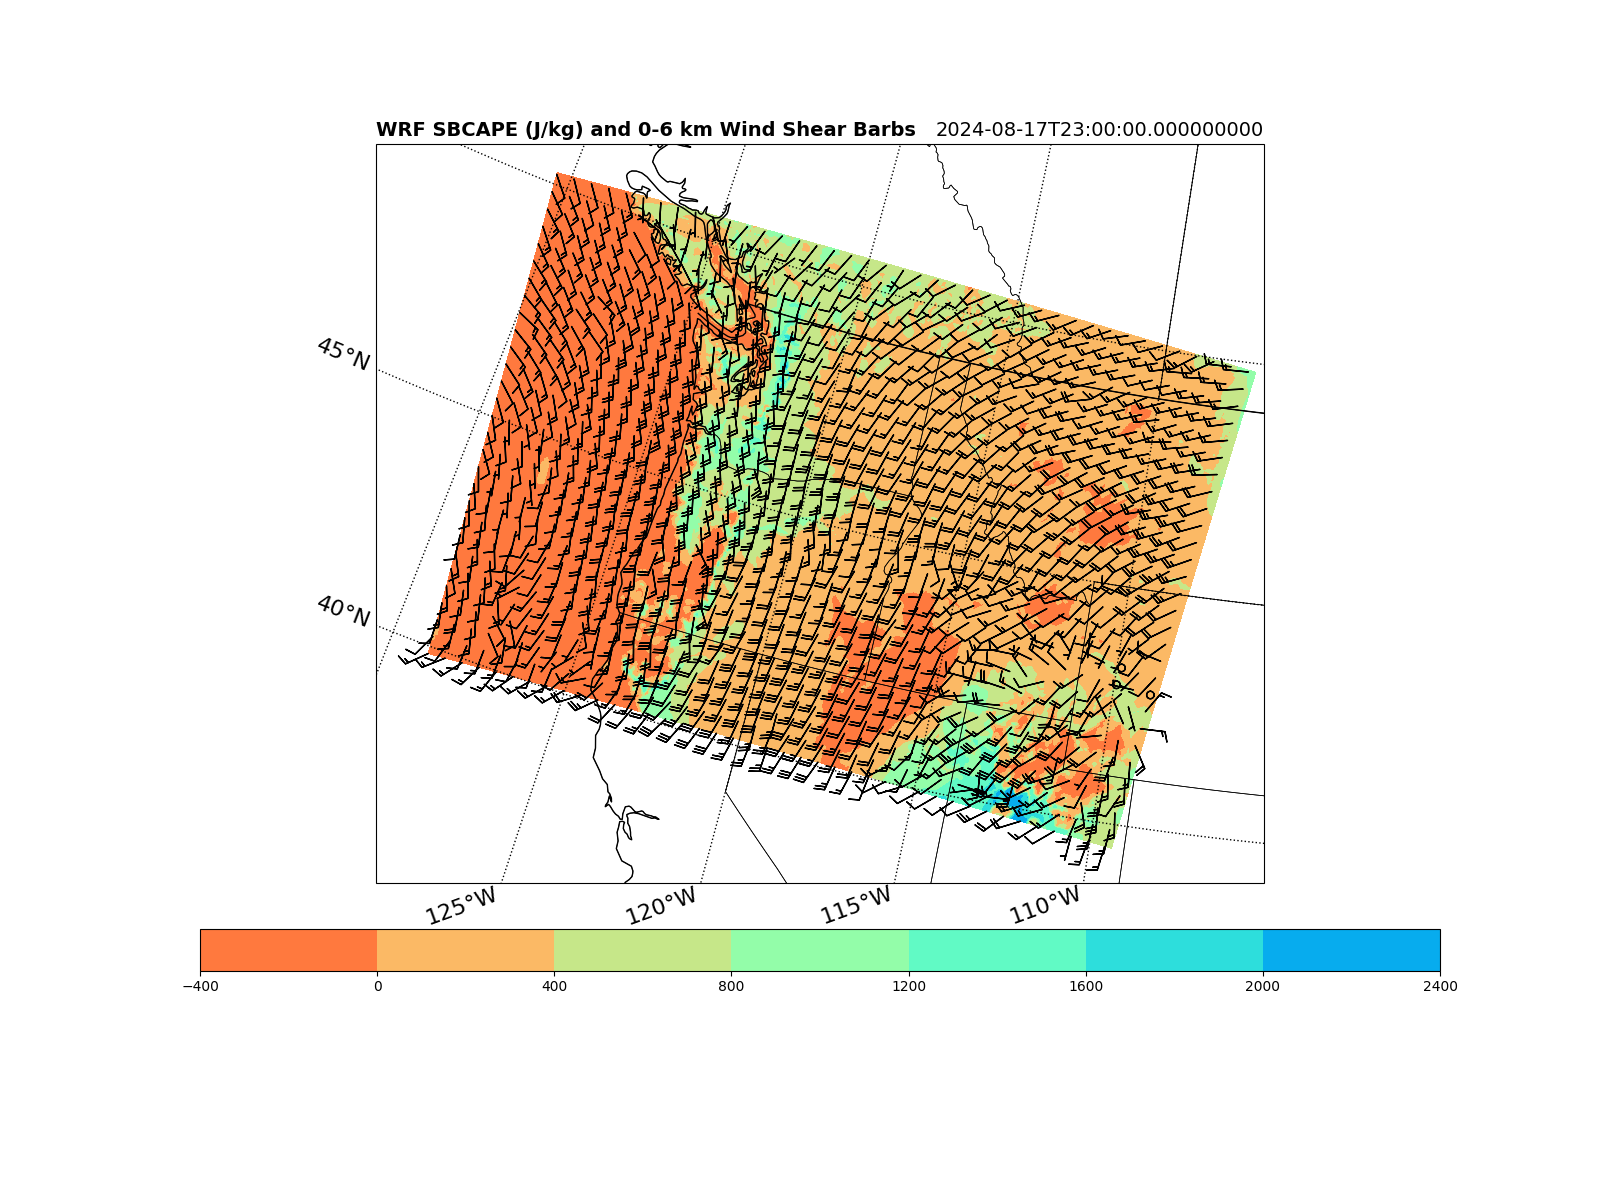 WRF SBCAPE (J/kg) and 0-6 km Wind Shear Barbs 2024-08-17T23:00:00.000000000
45°N
40°N
125°W 120°W 115°W 110°W
−400 0 400 800 1200 1600 2000 2400